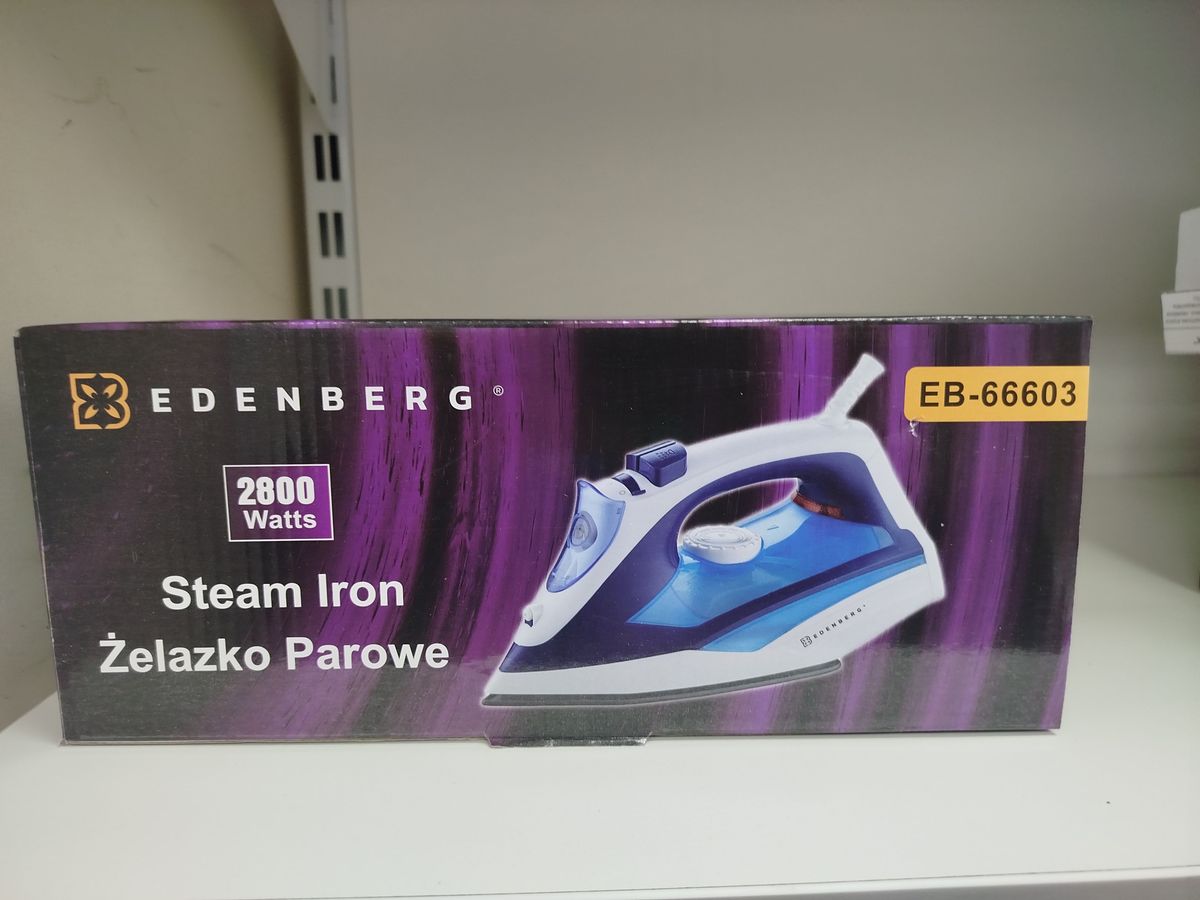 EDENBERG®
EB-66603
2800
Watts
Steam Iron
Żelazko Parowe
EDENBERG